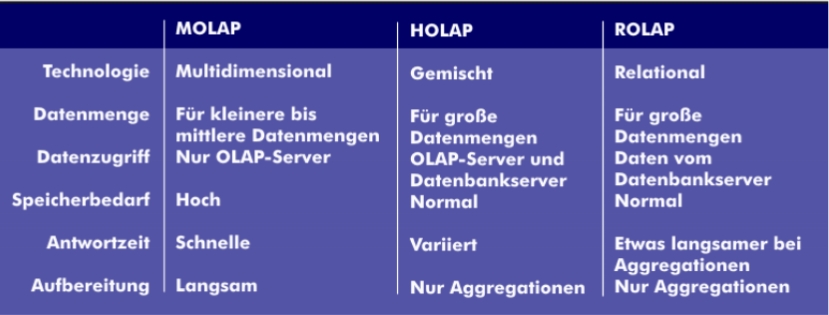 MOLAP HOLAP ROLAP
Technologie Multidimensional Gemischt Relational
Datenmenge Für kleinere bis mittlere Datenmengen Für große Datenmengen Für große Datenmengen
Datenzugriff Nur OLAP-Server OLAP-Server und Datenbankserver Daten vom Datenbankserver
Speicherbedarf Hoch Normal Normal
Antwortzeit Schnelle Variiert Etwas langsamer bei Aggregationen
Aufbereitung Langsam Nur Aggregationen Nur Aggregationen